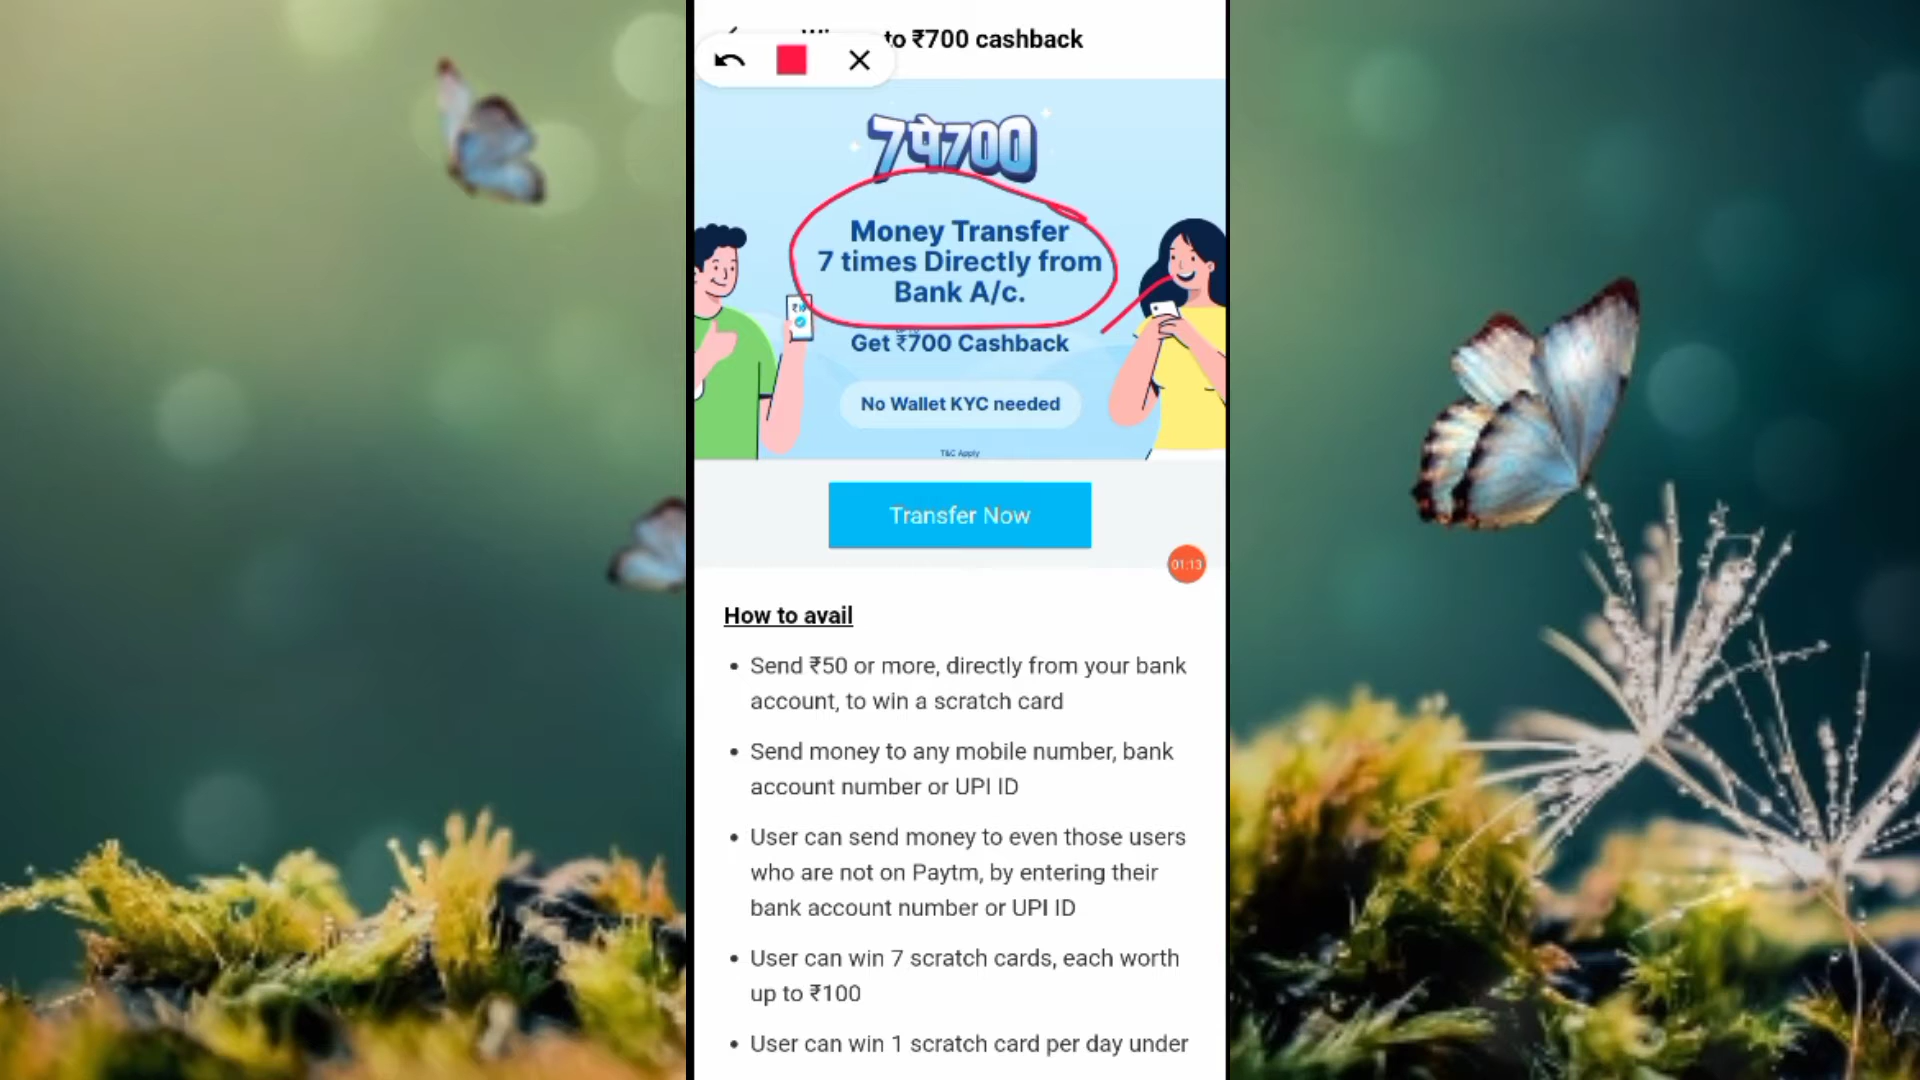 to ₹700 cashback
7पे700
Money Transfer
7 times Directly from
Bank A/c.
Get ₹700 Cashback
No Wallet KYC needed
T&C Apply
Transfer Now
01:13
How to avail
• Send ₹50 or more, directly from your bank
account, to win a scratch card
• Send money to any mobile number, bank
account number or UPI ID
• User can send money to even those users
who are not on Paytm, by entering their
bank account number or UPI ID
• User can win 7 scratch cards, each worth
up to ₹100
• User can win 1 scratch card per day under